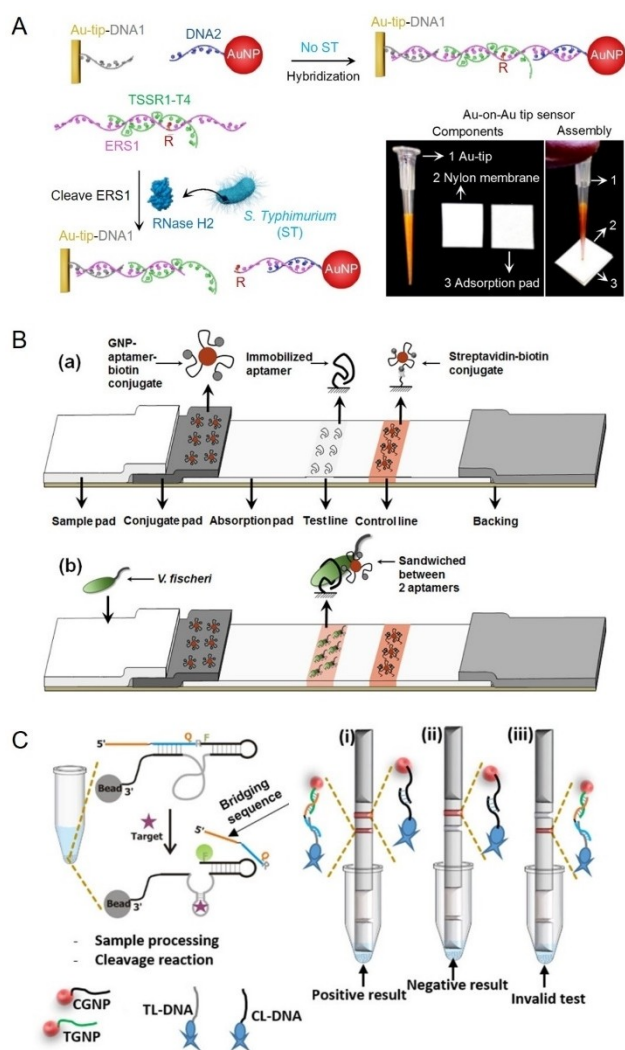 A
Au-tip-DNA1
DNA2
AuNP
No ST
Hybridization
Au-tip-DNA1
AuNP
R
TSSR1-T4
ERS1
R
Cleave ERS1
RNase H2
S. Typhimurium
(ST)
Au-tip-DNA1
R
AuNP
Au-on-Au tip sensor
Components
Assembly
1 Au-tip
2 Nylon membrane
3 Adsorption pad
1
2
3
B
(a)
GNP-
aptamer-
biotin
conjugate
Immobilized
aptamer
Streptavidin-biotin
conjugate
Sample pad
Conjugate pad
Absorption pad
Test line
Control line
Backing
(b)
V. fischeri
Sandwiched
between
2 aptamers
C
5'
Q
F
R
Bead
3'
Target
Bridging
sequence
5'
Q
R
F
Bead
3'
- Sample processing
- Cleavage reaction
CGNP
TGNP
TL-DNA
CL-DNA
(i)
(ii)
(iii)
Positive result
Negative result
Invalid test